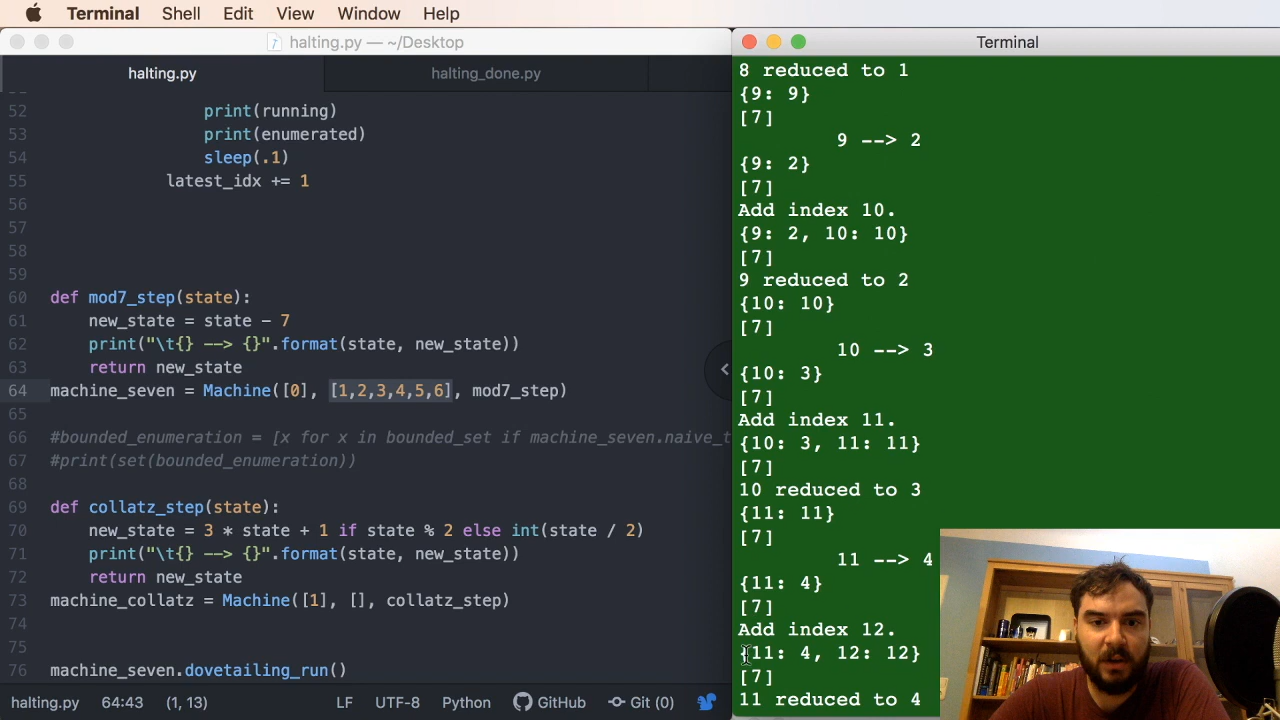 Terminal Shell Edit View Window Help
halting.py — ~/Desktop
halting.py halting_done.py
52 print(running)
53 print(enumerated)
54 sleep(.1)
55 latest_idx += 1
56
57
58
59
60 def mod7_step(state):
61 new_state = state - 7
62 print("\t{} --> {}".format(state, new_state))
63 return new_state
64 machine_seven = Machine([0], [1,2,3,4,5,6], mod7_step)
65
66 #bounded_enumeration = [x for x in bounded_set if machine_seven.naive_t
67 #print(set(bounded_enumeration))
68
69 def collatz_step(state):
70 new_state = 3 * state + 1 if state % 2 else int(state / 2)
71 print("\t{} --> {}".format(state, new_state))
72 return new_state
73 machine_collatz = Machine([1], [], collatz_step)
74
75
76 machine_seven.dovetailing_run()
halting.py 64:43 (1, 13) LF UTF-8 Python GitHub Git (0)
Terminal
8 reduced to 1
{9: 9}
[7]
9 --> 2
{9: 2}
[7]
Add index 10.
{9: 2, 10: 10}
[7]
9 reduced to 2
{10: 10}
[7]
10 --> 3
{10: 3}
[7]
Add index 11.
{10: 3, 11: 11}
[7]
10 reduced to 3
{11: 11}
[7]
11 --> 4
{11: 4}
[7]
Add index 12.
{11: 4, 12: 12}
[7]
11 reduced to 4